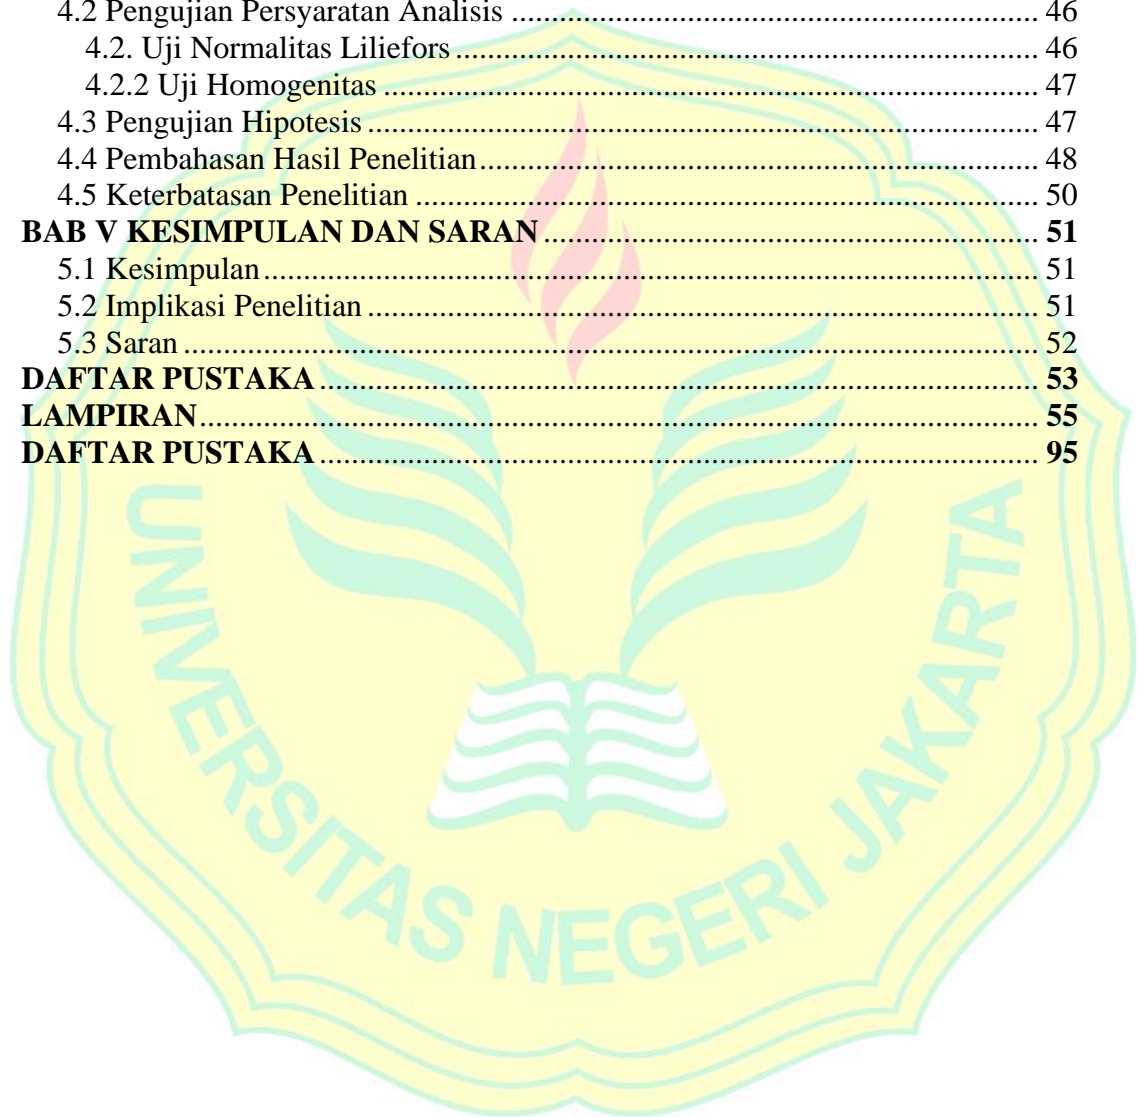 4.2 Pengujian Persyaratan Analisis ................................................................ 46
4.2. Uji Normalitas Liliefors ........................................................................ 46
4.2.2 Uji Homogenitas ................................................................................. 47
4.3 Pengujian Hipotesis ................................................................................... 47
4.4 Pembahasan Hasil Penelitian ..................................................................... 48
4.5 Keterbatasan Penelitian ............................................................................. 50
BAB V KESIMPULAN DAN SARAN ............................................................. 51
5.1 Kesimpulan ................................................................................................ 51
5.2 Implikasi Penelitian ................................................................................... 51
5.3 Saran .......................................................................................................... 52
DAFTAR PUSTAKA ......................................................................................... 53
LAMPIRAN ........................................................................................................ 55
DAFTAR PUSTAKA ......................................................................................... 95
UNIVERSITAS NEGERI JAKARTA